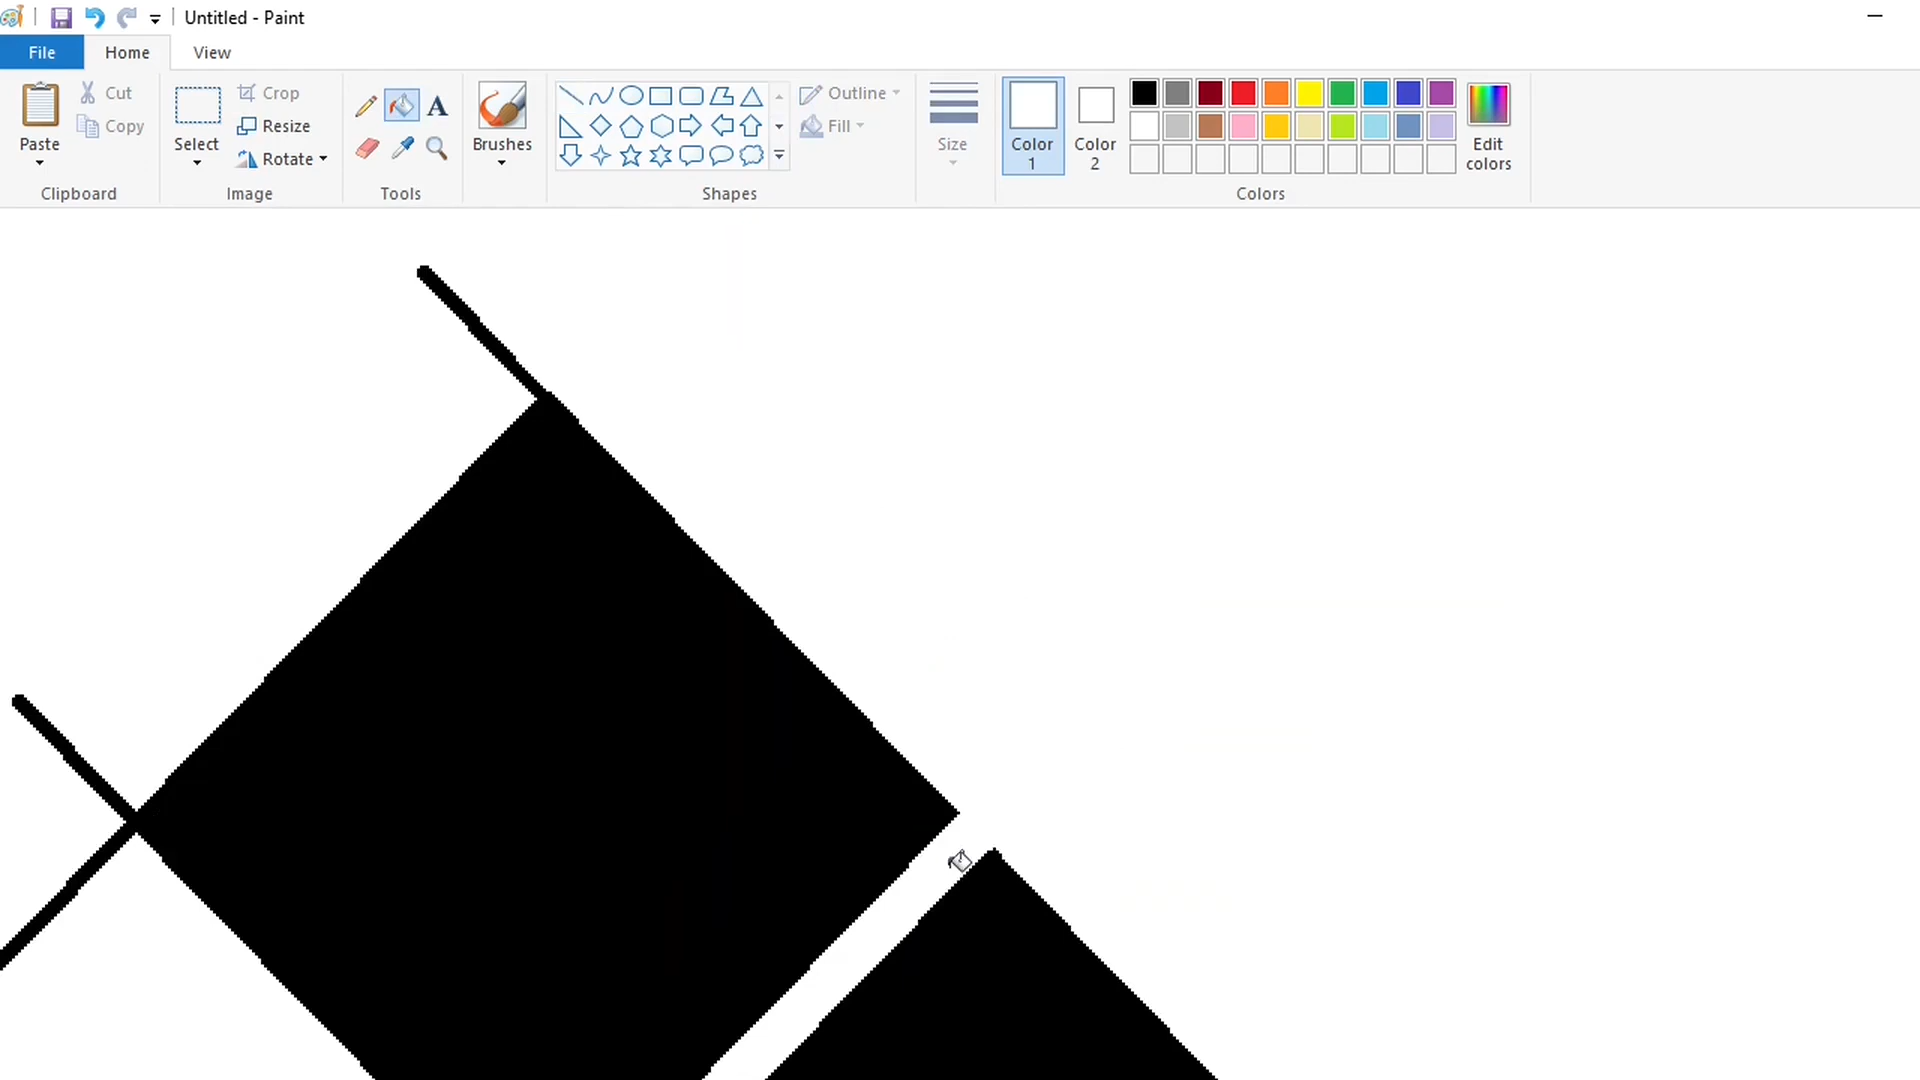 Untitled - Paint
File Home View
Paste
Cut
Copy
Clipboard
Select
Crop
Resize
Rotate
Image
A
Tools
Brushes
Outline
Fill
Shapes
Size
Color 1
Color 2
Edit colors
Colors